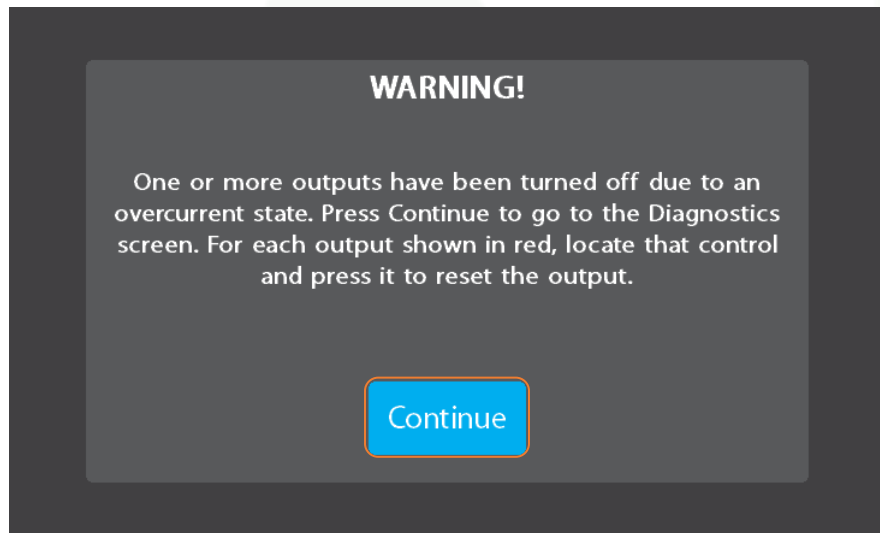 WARNING!
One or more outputs have been turned off due to an
overcurrent state. Press Continue to go to the Diagnostics
screen. For each output shown in red, locate that control
and press it to reset the output.
Continue